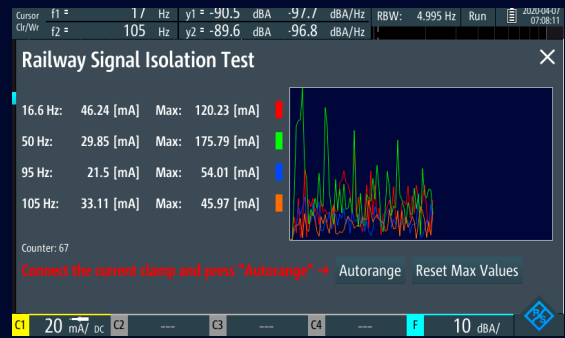 Cursor f1 = 17 Hz y1 = -90.5 dBA -97.7 dBA/Hz RBW: 4.995 Hz Run 2020-04-07
Clr/Wr f2 = 105 Hz y2 = -89.6 dBA -96.8 dBA/Hz 07:08:11
Railway Signal Isolation Test
16.6 Hz: 46.24 [mA] Max: 120.23 [mA]
50 Hz: 29.85 [mA] Max: 175.79 [mA]
95 Hz: 21.5 [mA] Max: 54.01 [mA]
105 Hz: 33.11 [mA] Max: 45.97 [mA]
Counter: 67
Connect the current clamp and press "Autorange" → Autorange Reset Max Values
C1 20 mA/ DC C2 --- C3 --- C4 --- F 10 dBA/ R&S